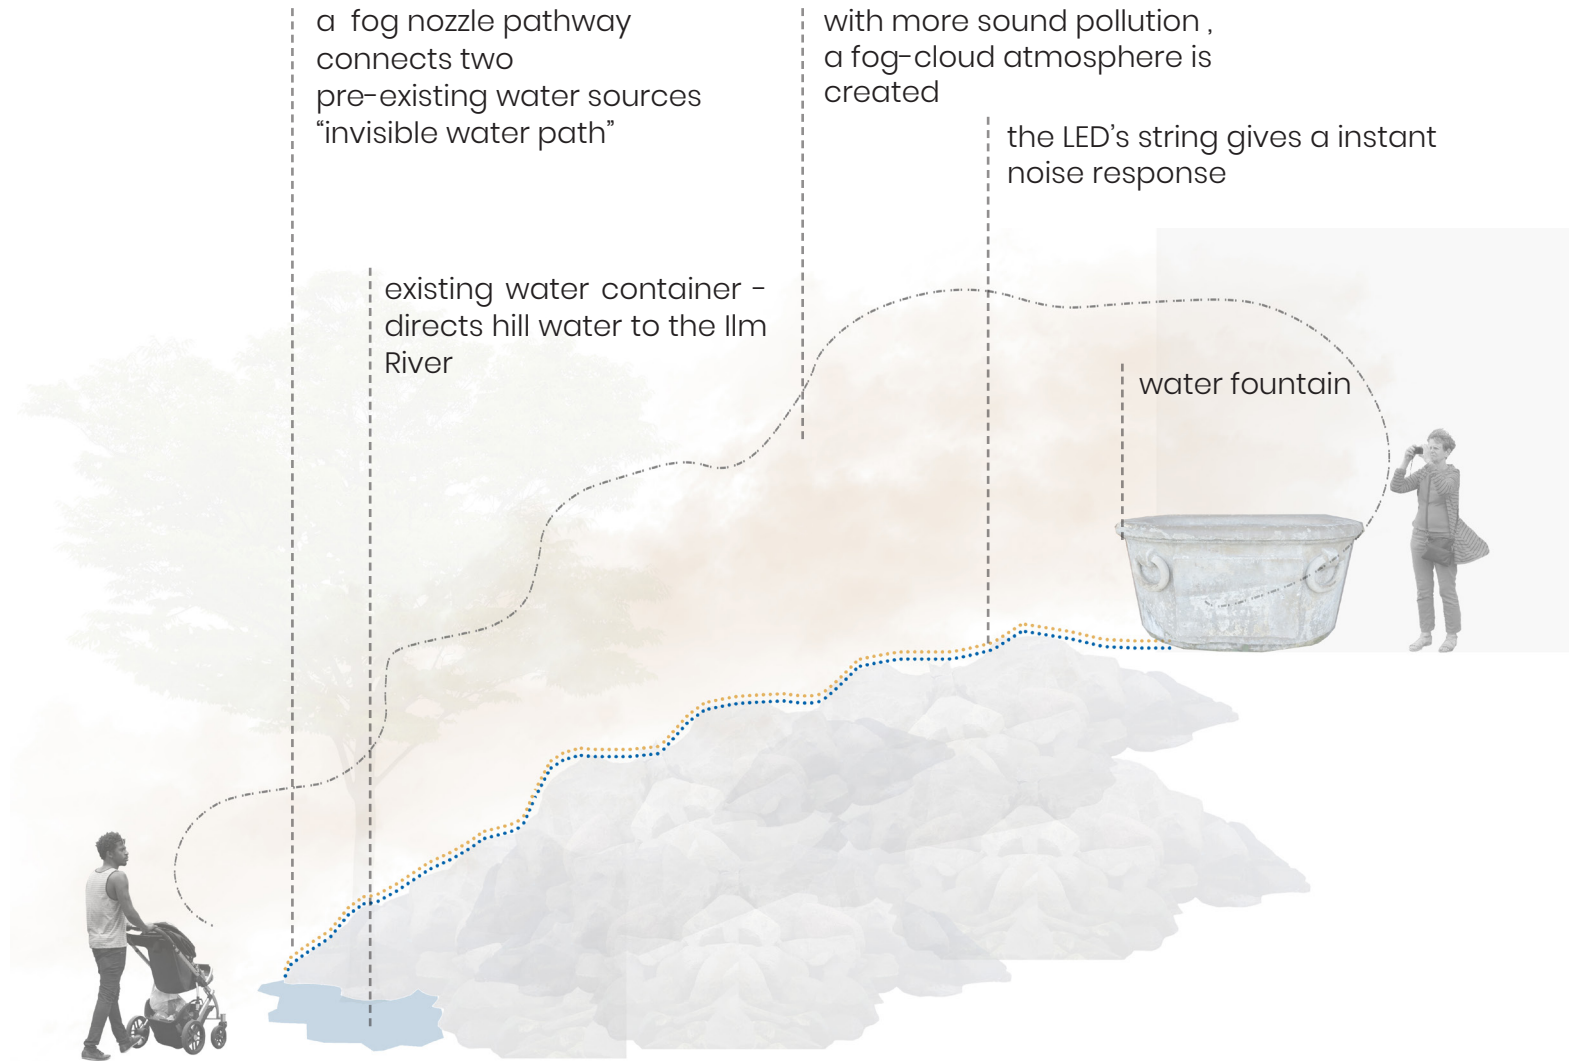 a fog nozzle pathway
connects two
pre-existing water sources
“invisible water path”
with more sound pollution ,
a fog-cloud atmosphere is
created
the LED’s string gives a instant
noise response
existing water container -
directs hill water to the Ilm
River
water fountain